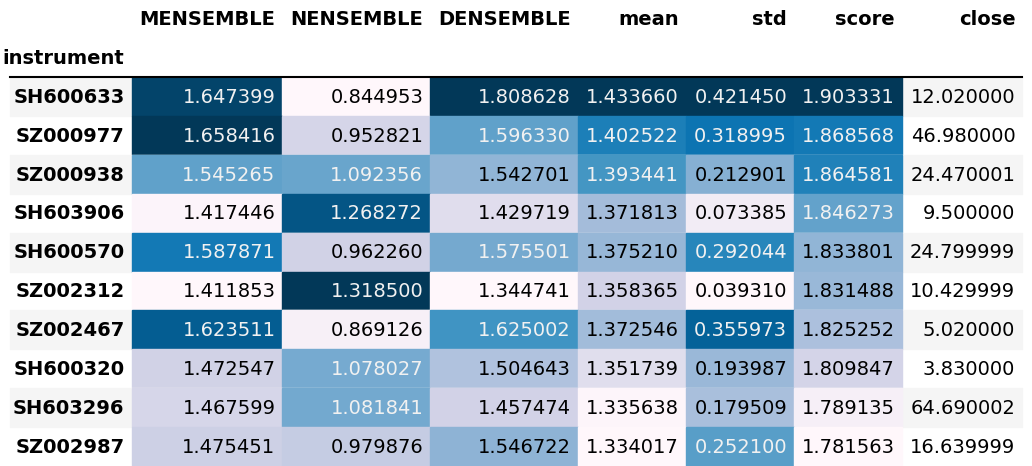 MENSEMBLE NENSEMBLE DENSEMBLE mean std score close
instrument
SH600633 1.647399 0.844953 1.808628 1.433660 0.421450 1.903331 12.020000
SZ000977 1.658416 0.952821 1.596330 1.402522 0.318995 1.868568 46.980000
SZ000938 1.545265 1.092356 1.542701 1.393441 0.212901 1.864581 24.470001
SH603906 1.417446 1.268272 1.429719 1.371813 0.073385 1.846273 9.500000
SH600570 1.587871 0.962260 1.575501 1.375210 0.292044 1.833801 24.799999
SZ002312 1.411853 1.318500 1.344741 1.358365 0.039310 1.831488 10.429999
SZ002467 1.623511 0.869126 1.625002 1.372546 0.355973 1.825252 5.020000
SH600320 1.472547 1.078027 1.504643 1.351739 0.193987 1.809847 3.830000
SH603296 1.467599 1.081841 1.457474 1.335638 0.179509 1.789135 64.690002
SZ002987 1.475451 0.979876 1.546722 1.334017 0.252100 1.781563 16.639999